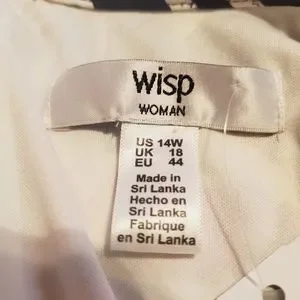 wisp
WOMAN
US 14W
UK 18
EU 44
Made in
Sri Lanka
Hecho en
Sri Lanka
Fabrique
en Sri Lanka